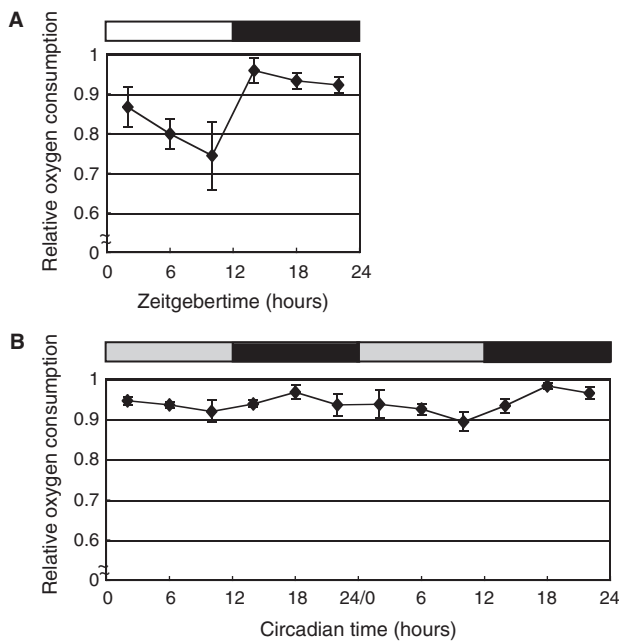 A
Relative oxygen consumption
1
0.9
0.8
0.7
0.6
0
0 6 12 18 24
Zeitgebertime (hours)
B
Relative oxygen consumption
1
0.9
0.8
0.7
0.6
0
0 6 12 18 24/0 6 12 18 24
Circadian time (hours)